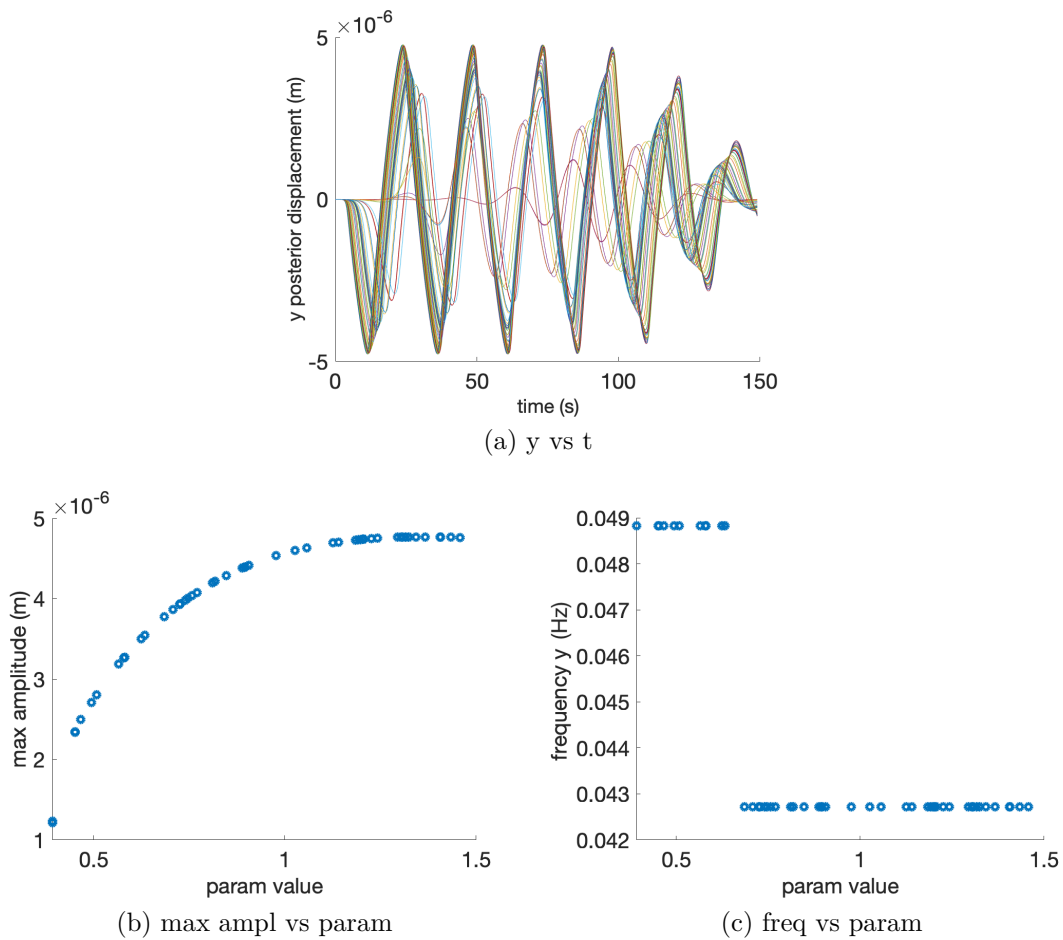 ×10-6
5
0
-5
y posterior displacement (m)
0 50 100 150
time (s)
(a) y vs t
×10-6
5
4
3
2
1
max amplitude (m)
0.5 1 1.5
param value
(b) max ampl vs param
0.049
0.048
0.047
0.046
0.045
0.044
0.043
0.042
frequency y (Hz)
0.5 1 1.5
param value
(c) freq vs param